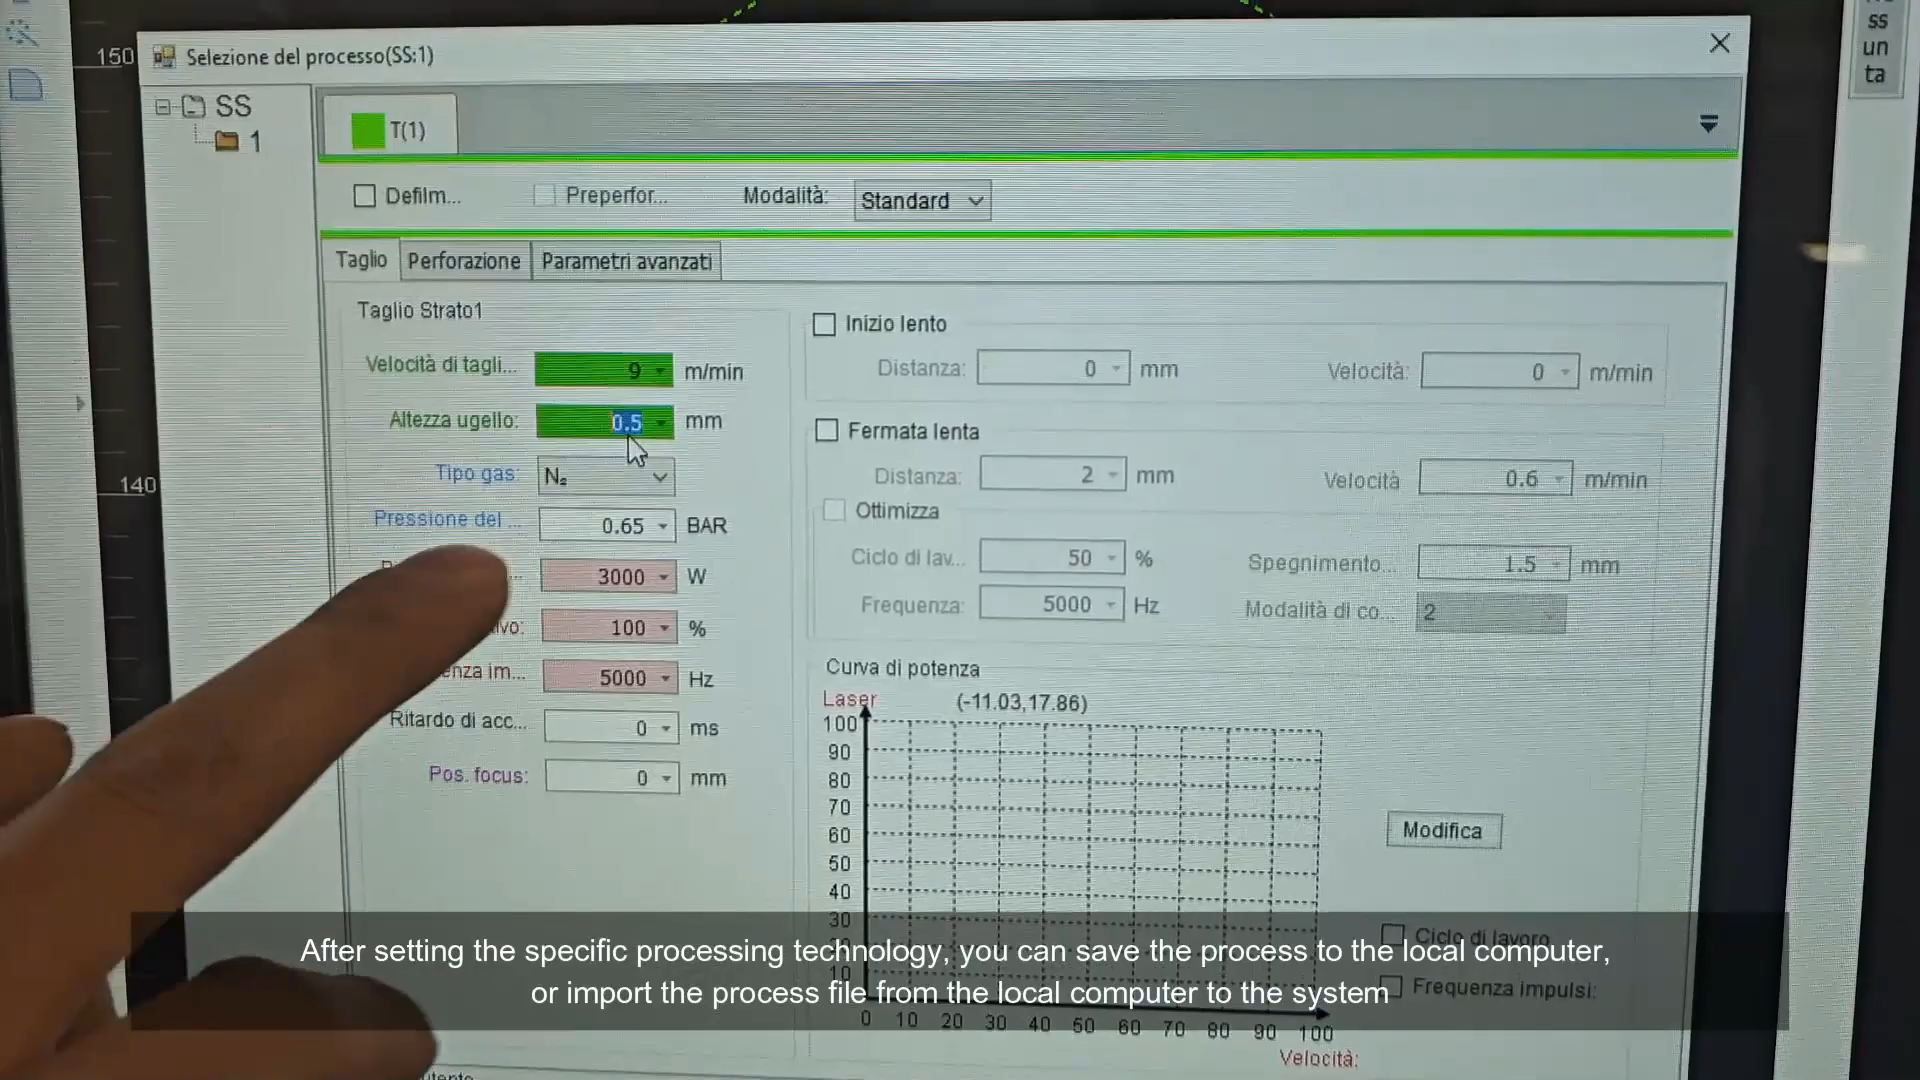 150
Selezione del processo(SS:1)
ss
un
ta
SS
1
T(1)
Defilm...
Preperfor...
Modalità:
Standard
Taglio
Perforazione
Parametri avanzati
Taglio Strato1
Velocità di tagli...
9
m/min
Altezza ugello:
0.5
mm
Tipo gas:
N₂
140
Pressione del ...
0.65
BAR
3000
W
100
%
5000
Hz
Ritardo di acc...
0
ms
Pos. focus:
0
mm
Inizio lento
Distanza:
0
mm
Velocità:
0
m/min
Fermata lenta
Distanza:
2
mm
Velocità
0.6
m/min
Ottimizza
Ciclo di lav...
50
%
Spegnimento...
1.5
mm
Frequenza:
5000
Hz
Modalità di co...
2
Curva di potenza
Laser
(-11.03,17.86)
100
90
80
70
60
50
40
30
10
0 10 20 30 40 50 60 70 80 90 100
Velocità:
Modifica
Ciclo di lavoro
Frequenza impulsi:
After setting the specific processing technology, you can save the process to the local computer,
or import the process file from the local computer to the system